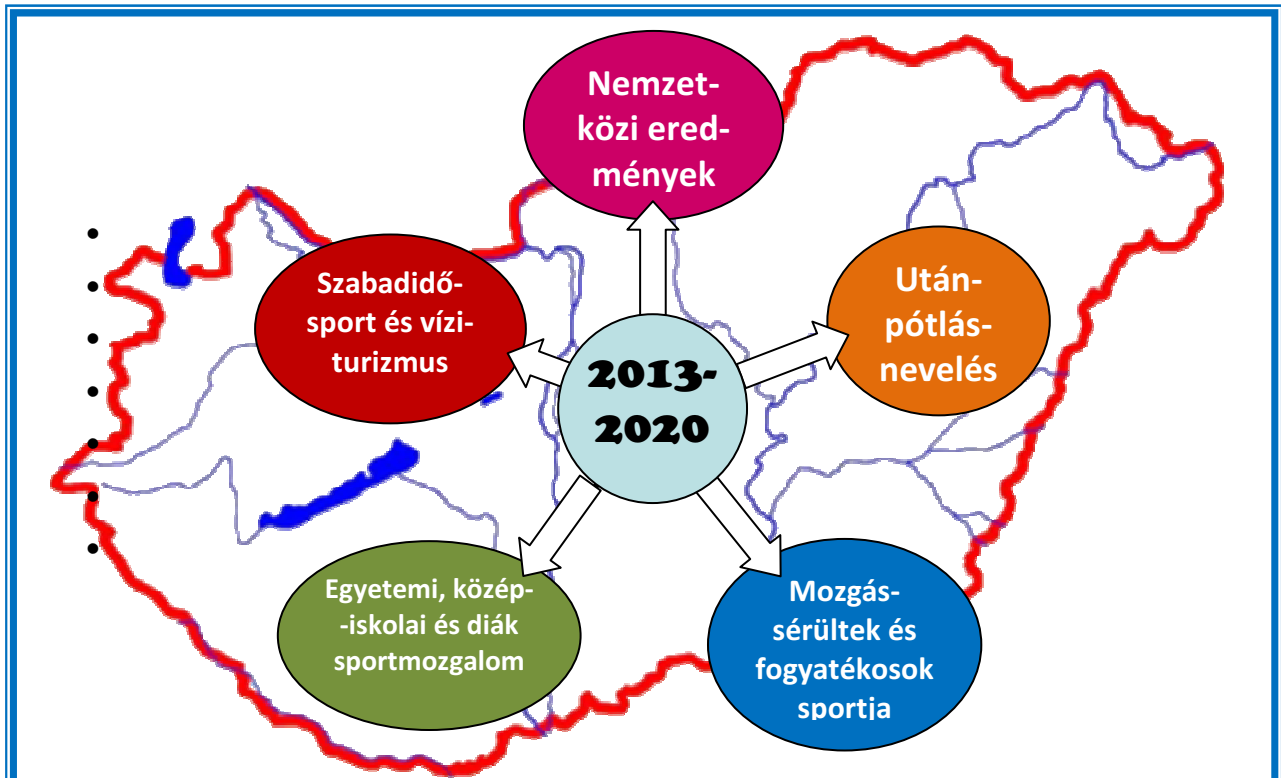 Nemzet-
közi ered-
mények
Szabadidő-
sport és vízi-
turizmus
Után-
pótlás-
nevelés
2013-
2020
Egyetemi, közép-
-iskolai és diák
sportmozgalom
Mozgás-
sérültek és
fogyatékosok
sportja